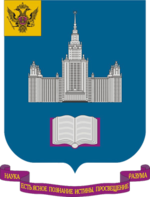 НАУКА
ЕСТЬ ЯСНОЕ ПОЗНАНИЕ ИСТИНЫ, ПРОСВЕЩЕНИЕ
РАЗУМА